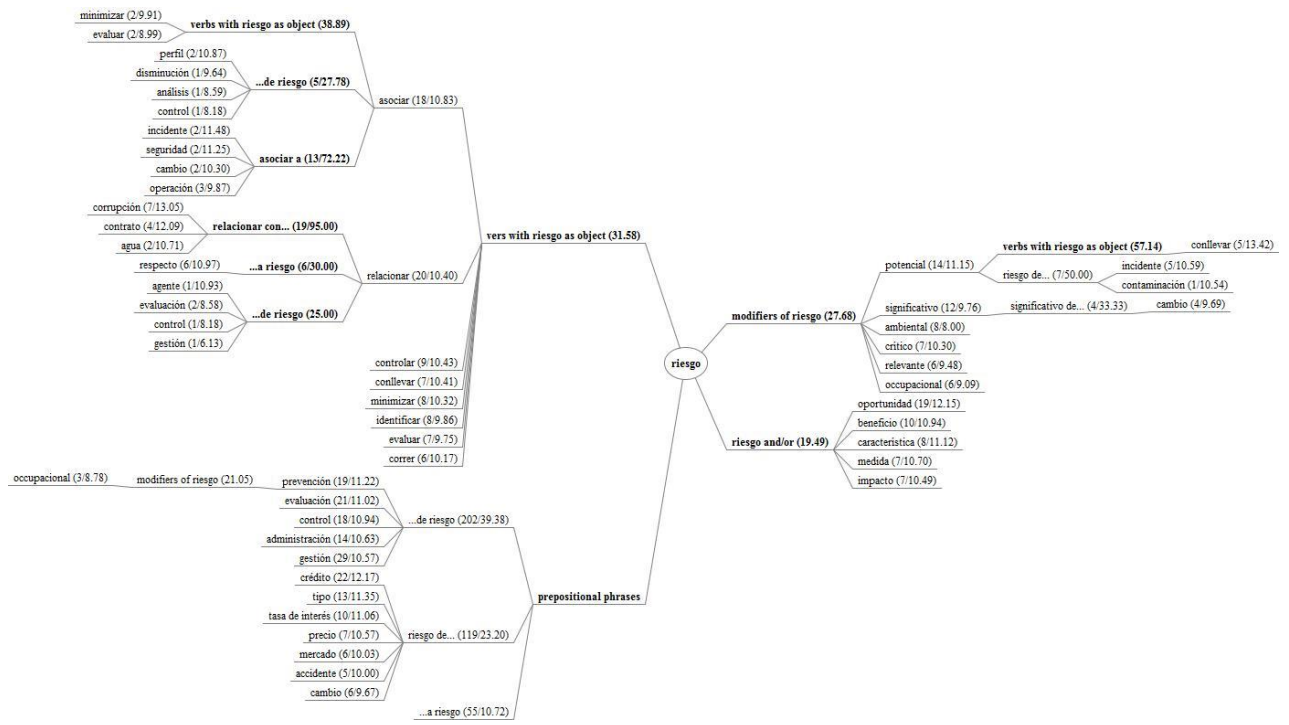 minimizar (2/9.91)
evaluar (2/8.99)
verbs with riesgo as object (38.89)
perfil (2/10.87)
disminución (1/9.64)
análisis (1/8.59)
control (1/8.18)
...de riesgo (5/27.78)
incidente (2/11.48)
seguridad (2/11.25)
cambio (2/10.30)
operación (3/9.87)
asociar a (13/72.22)
asociar (18/10.83)
corrupción (7/13.05)
contrato (4/12.09)
agua (2/10.71)
relacionar con... (19/95.00)
respecto (6/10.97)
...a riesgo (6/30.00)
agente (1/10.93)
evaluación (2/8.58)
control (1/8.18)
gestión (1/6.13)
...de riesgo (25.00)
relacionar (20/10.40)
controlar (9/10.43)
conllevar (7/10.41)
minimizar (8/10.32)
identificar (8/9.86)
evaluar (7/9.75)
correr (6/10.17)
vers with riesgo as object (31.58)
occupacional (3/8.78)
modifiers of riesgo (21.05)
prevención (19/11.22)
evaluación (21/11.02)
control (18/10.94)
administración (14/10.63)
gestión (29/10.57)
...de riesgo (202/39.38)
crédito (22/12.17)
tipo (13/11.35)
tasa de interés (10/11.06)
precio (7/10.57)
mercado (6/10.03)
accidente (5/10.00)
cambio (6/9.67)
riesgo de... (119/23.20)
...a riesgo (55/10.72)
prepositional phrases
riesgo
modifiers of riesgo (27.68)
potencial (14/11.15)
verbs with riesgo as object (57.14)
conllevar (5/13.42)
riesgo de... (7/50.00)
incidente (5/10.59)
contaminación (1/10.54)
significativo (12/9.76)
significativo de... (4/33.33)
cambio (4/9.69)
ambiental (8/8.00)
crítico (7/10.30)
relevante (6/9.48)
occupacional (6/9.09)
riesgo and/or (19.49)
oportunidad (19/12.15)
beneficio (10/10.94)
característica (8/11.12)
medida (7/10.70)
impacto (7/10.49)